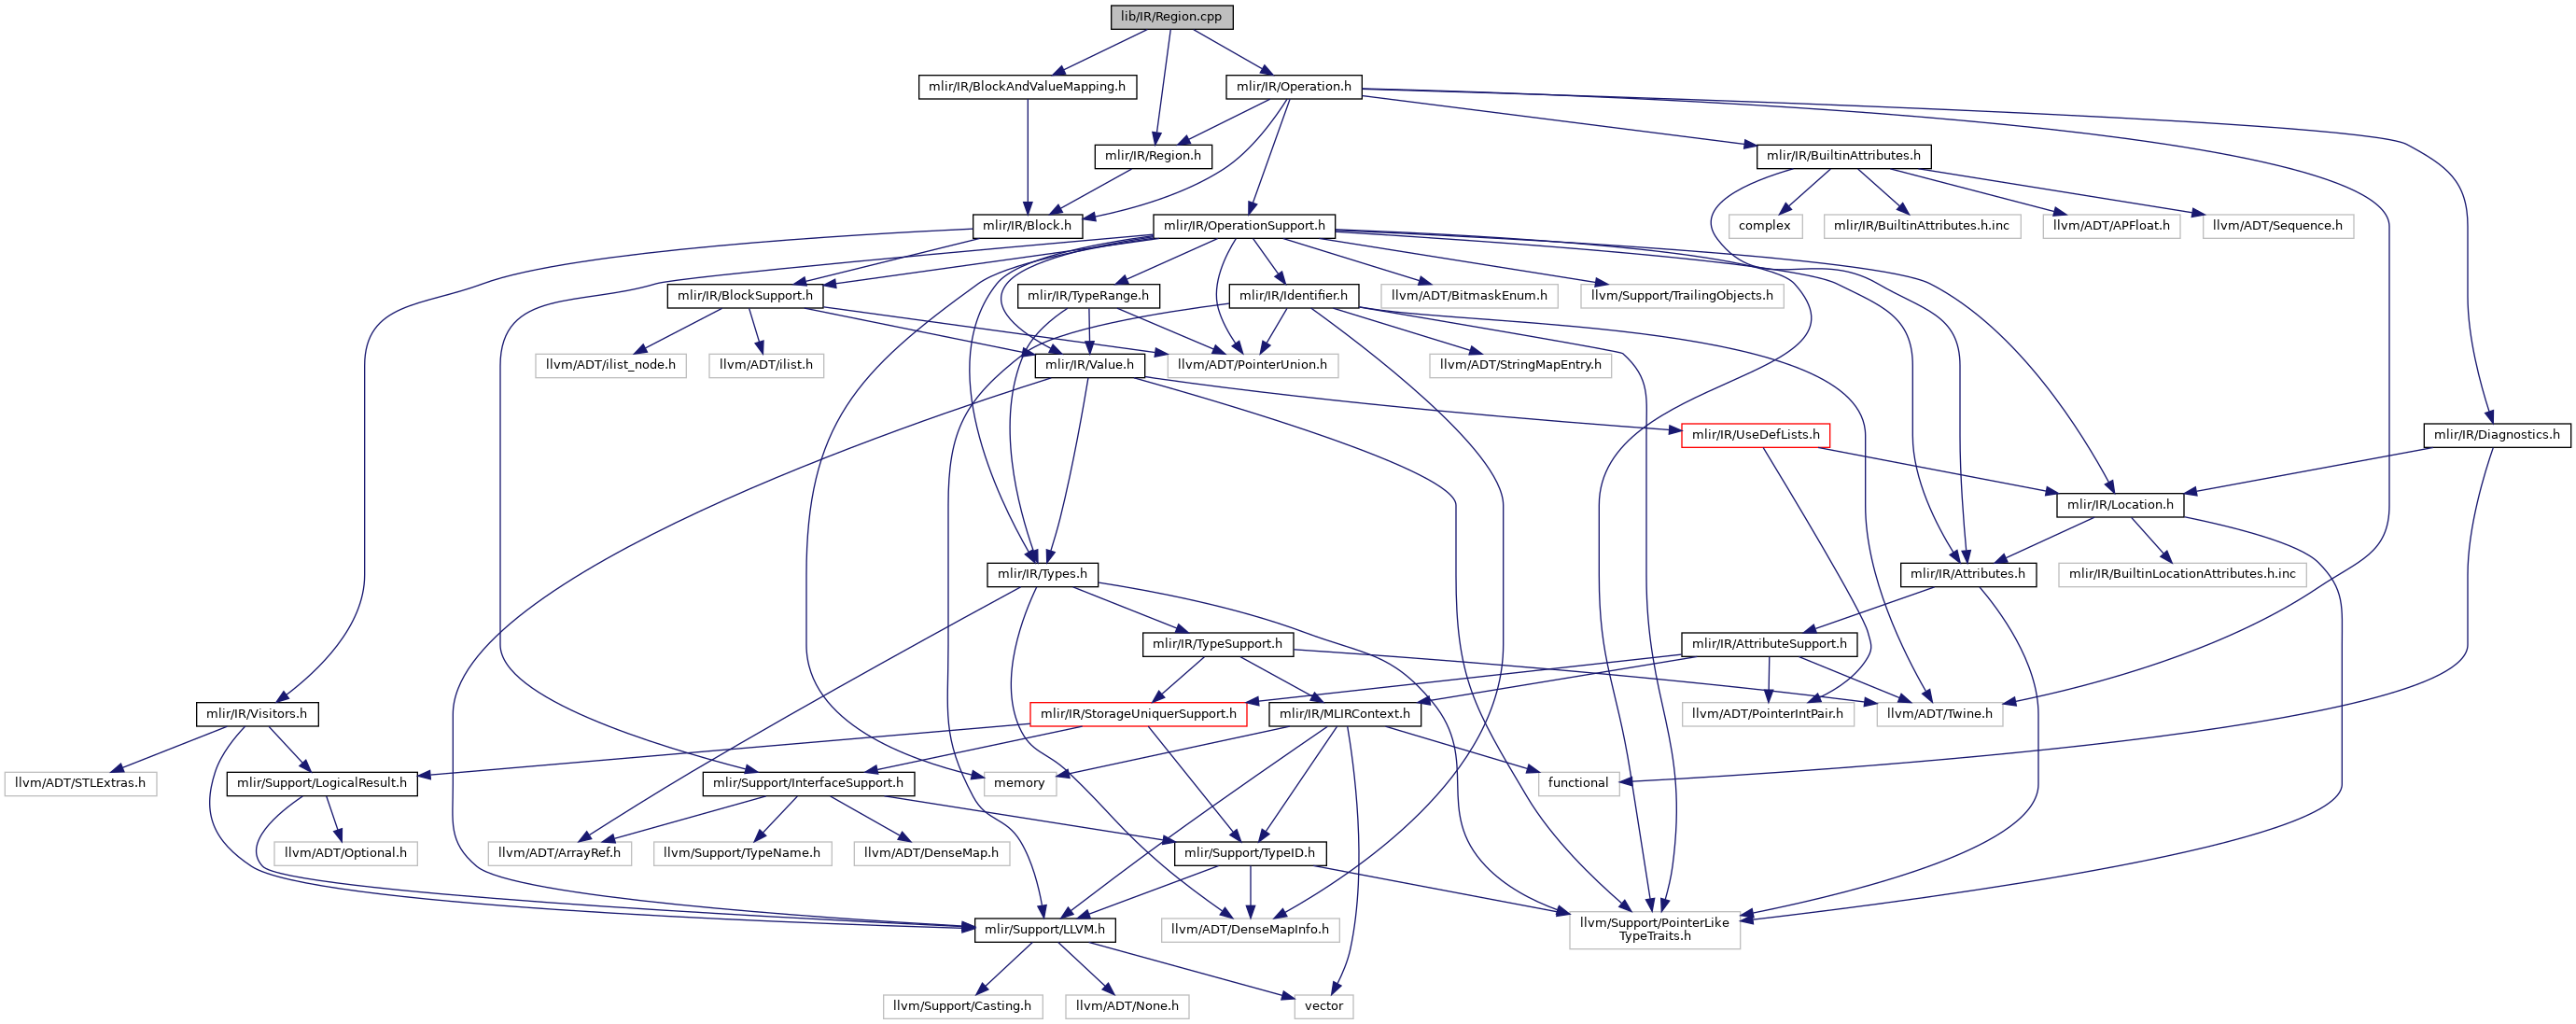 lib/IR/Region.cpp
mlir/IR/BlockAndValueMapping.h
mlir/IR/Operation.h
mlir/IR/Region.h
mlir/IR/BuiltinAttributes.h
mlir/IR/Block.h
mlir/IR/OperationSupport.h
complex
mlir/IR/BuiltinAttributes.h.inc
llvm/ADT/APFloat.h
llvm/ADT/Sequence.h
mlir/IR/BlockSupport.h
mlir/IR/TypeRange.h
mlir/IR/Identifier.h
llvm/ADT/BitmaskEnum.h
llvm/Support/TrailingObjects.h
llvm/ADT/ilist_node.h
llvm/ADT/ilist.h
mlir/IR/Value.h
llvm/ADT/PointerUnion.h
llvm/ADT/StringMapEntry.h
mlir/IR/UseDefLists.h
mlir/IR/Diagnostics.h
mlir/IR/Location.h
mlir/IR/Types.h
mlir/IR/Attributes.h
mlir/IR/BuiltinLocationAttributes.h.inc
mlir/IR/TypeSupport.h
mlir/IR/AttributeSupport.h
mlir/IR/Visitors.h
mlir/IR/StorageUniquerSupport.h
mlir/IR/MLIRContext.h
llvm/ADT/PointerIntPair.h
llvm/ADT/Twine.h
llvm/ADT/STLExtras.h
mlir/Support/LogicalResult.h
mlir/Support/InterfaceSupport.h
memory
functional
llvm/ADT/Optional.h
llvm/ADT/ArrayRef.h
llvm/Support/TypeName.h
llvm/ADT/DenseMap.h
mlir/Support/TypeID.h
mlir/Support/LLVM.h
llvm/ADT/DenseMapInfo.h
llvm/Support/PointerLike
TypeTraits.h
llvm/Support/Casting.h
llvm/ADT/None.h
vector